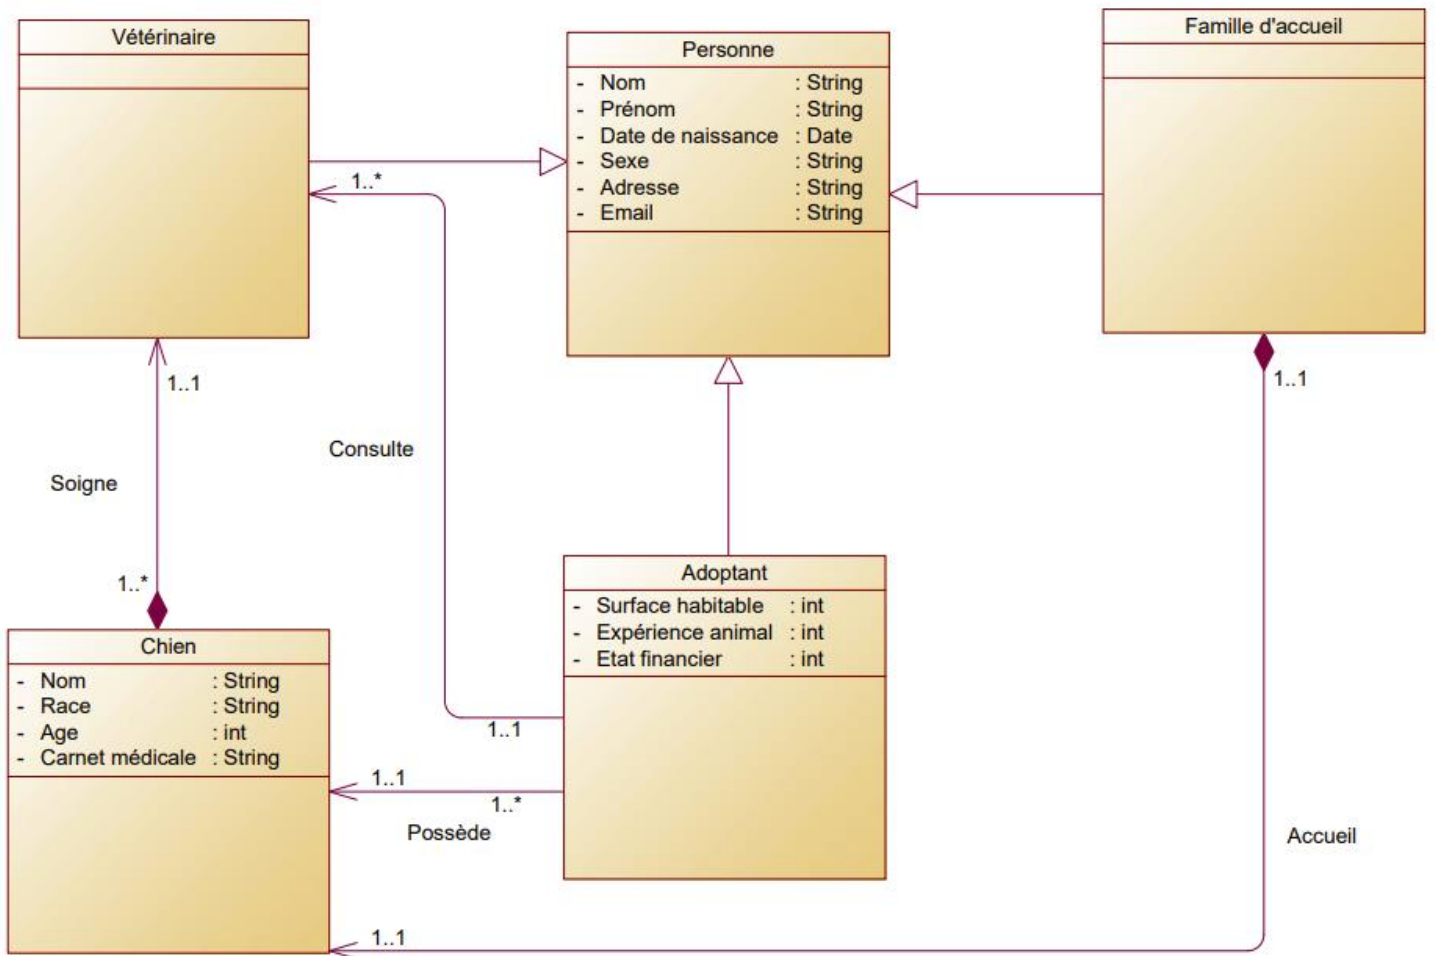 Vétérinaire
Personne
- Nom : String
- Prénom : String
- Date de naissance : Date
- Sexe : String
- Adresse : String
- Email : String
Famille d'accueil
1..*
1..1
1..1
Consulte
Soigne
1..*
Adoptant
- Surface habitable : int
- Expérience animal : int
- Etat financier : int
Chien
- Nom : String
- Race : String
- Age : int
- Carnet médicale : String
1..1
1..1
1..*
Possède
Accueil
1..1